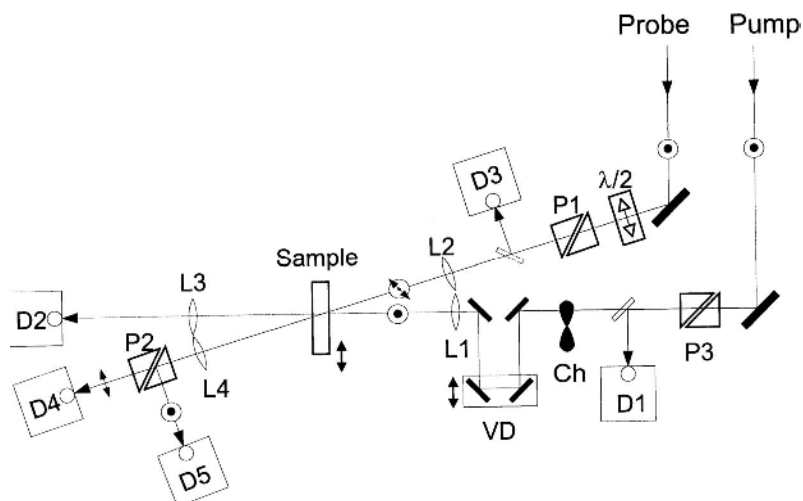 Probe Pump
D3
λ/2
P1
L2
Sample
L3
D2
P2
L1
P3
L4
Ch
D1
D4
VD
D5